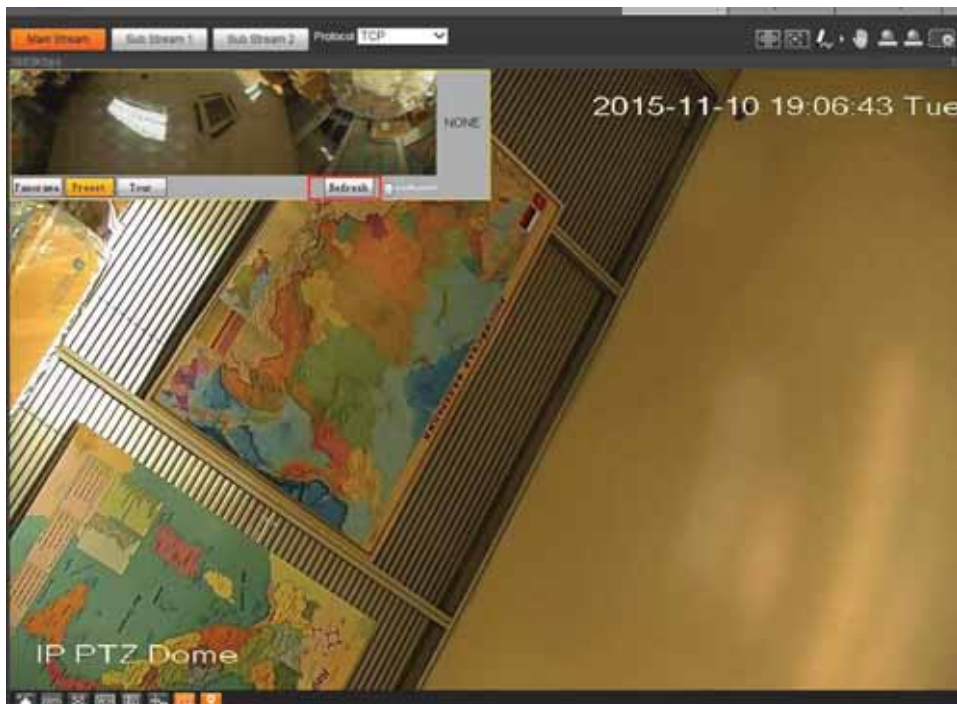 Main Stream
Sub Stream 1
Sub Stream 2
Protocol TCP
2015-11-10 19:06:43 Tue
NONE
Panorama
Preset
Tour
Refresh
IP PTZ Dome